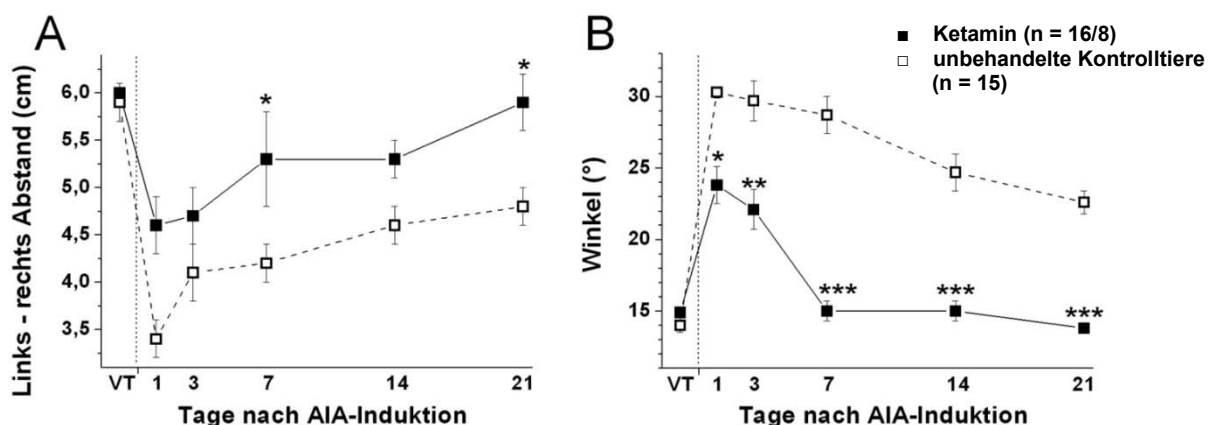 A
Links - rechts Abstand (cm)
6,0
5,5
5,0
4,5
4,0
3,5
*
*
VT 1 3 7 14 21
Tage nach AIA-Induktion
B
■ Ketamin (n = 16/8)
□ unbehandelte Kontrolltiere
(n = 15)
Winkel (°)
30
25
20
15
*
**
***
***
***
VT 1 3 7 14 21
Tage nach AIA-Induktion